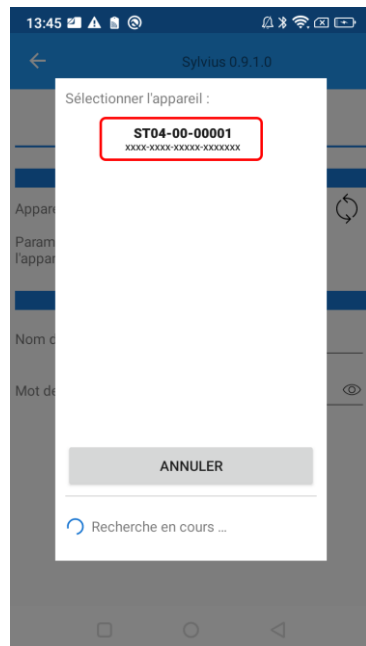 13:45
Sylvius 0.9.1.0
Sélectionner l'appareil :
ST04-00-00001
xxxx-xxxx-xxxxx-xxxxxxx
Appare
Param
l'appar
Nom d
Mot de
ANNULER
Recherche en cours ...